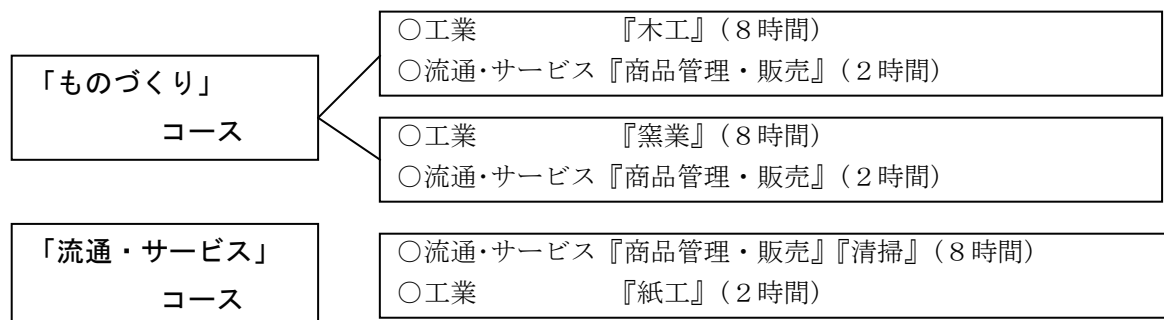 「ものづくり」
コース
○工業 『木工』（８時間）
○流通･サービス『商品管理・販売』（２時間）
○工業 『窯業』（８時間）
○流通･サービス『商品管理・販売』（２時間）
「流通・サービス」
コース
○流通･サービス『商品管理・販売』『清掃』（８時間）
○工業 『紙工』（２時間）